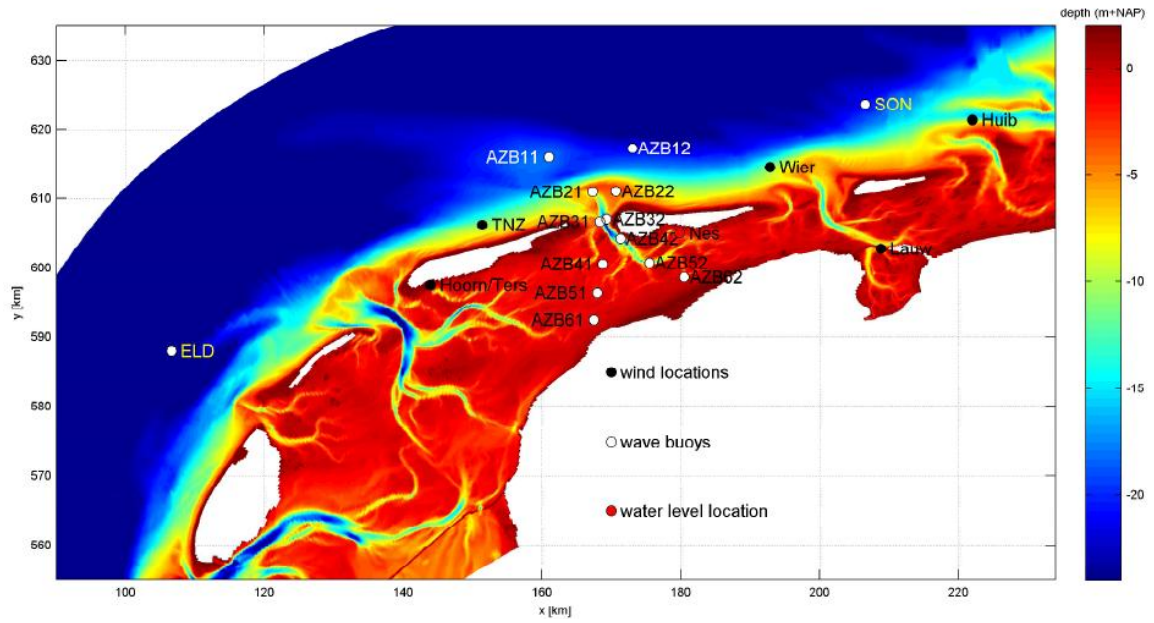 depth (m+NAP)
630
620
610
600
590
580
570
560
y [km]
100
120
140
160
180
200
220
x [km]
0
-5
-10
-15
-20
SON
Huib
AZB11
AZB12
Wier
AZB21
AZB22
TNZ
AZB31
AZB32
AZB42
Nes
Lauw
AZB41
AZB52
AZB62
Hoorn/Ters
AZB51
AZB61
ELD
wind locations
wave buoys
water level location